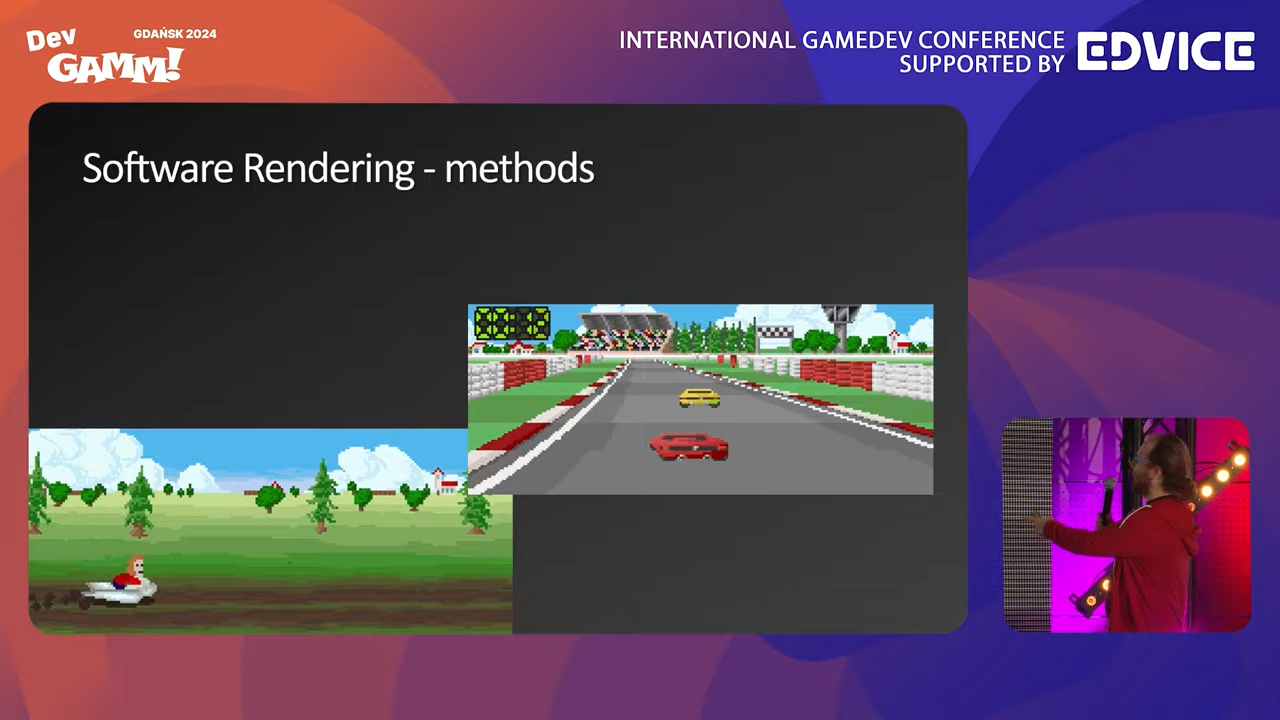 Dev
GAMM!
GDAŃSK 2024
INTERNATIONAL GAMEDEV CONFERENCE
SUPPORTED BY EDVICE
Software Rendering - methods